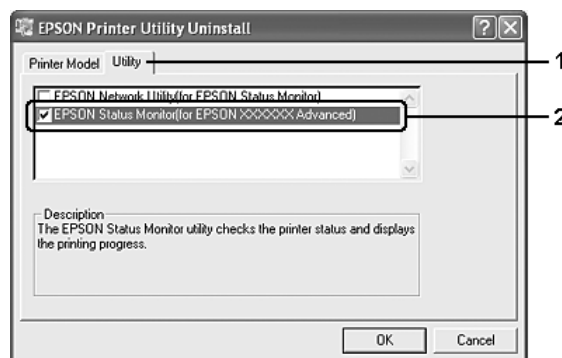 EPSON Printer Utility Uninstall
Printer Model Utility
1
EPSON Network Utility(for EPSON Status Monitor)
EPSON Status Monitor(for EPSON XXXXXX Advanced)
2
Description
The EPSON Status Monitor utility checks the printer status and displays
the printing progress.
OK Cancel